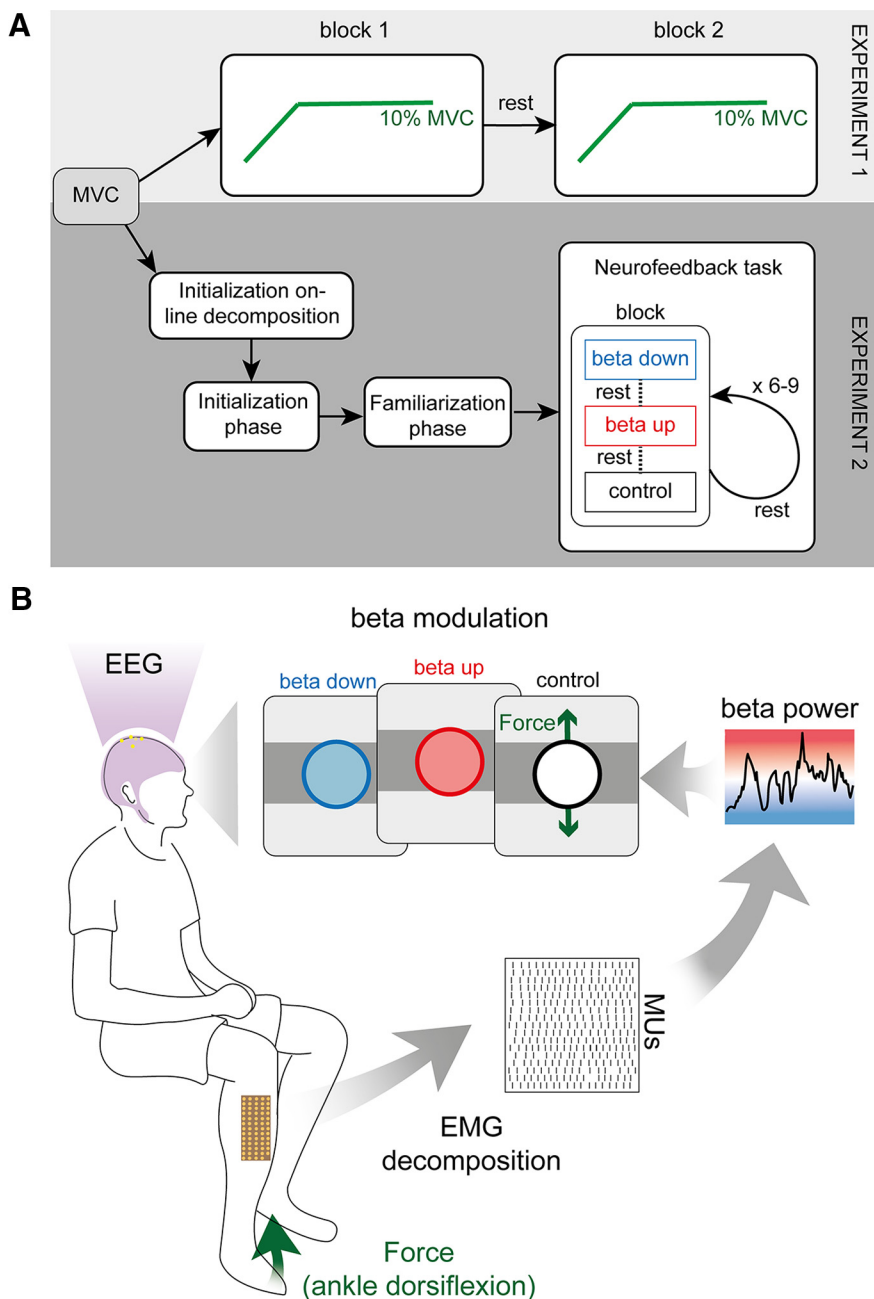 A
block 1
block 2
10% MVC
rest
10% MVC
EXPERIMENT 1
MVC
Initialization on-
line decomposition
Initialization
phase
Familiarization
phase
Neurofeedback task
block
beta down
rest
beta up
rest
control
x 6-9
rest
EXPERIMENT 2
B
beta modulation
EEG
beta down
beta up
control
Force
beta power
MUs
EMG
decomposition
Force
(ankle dorsiflexion)